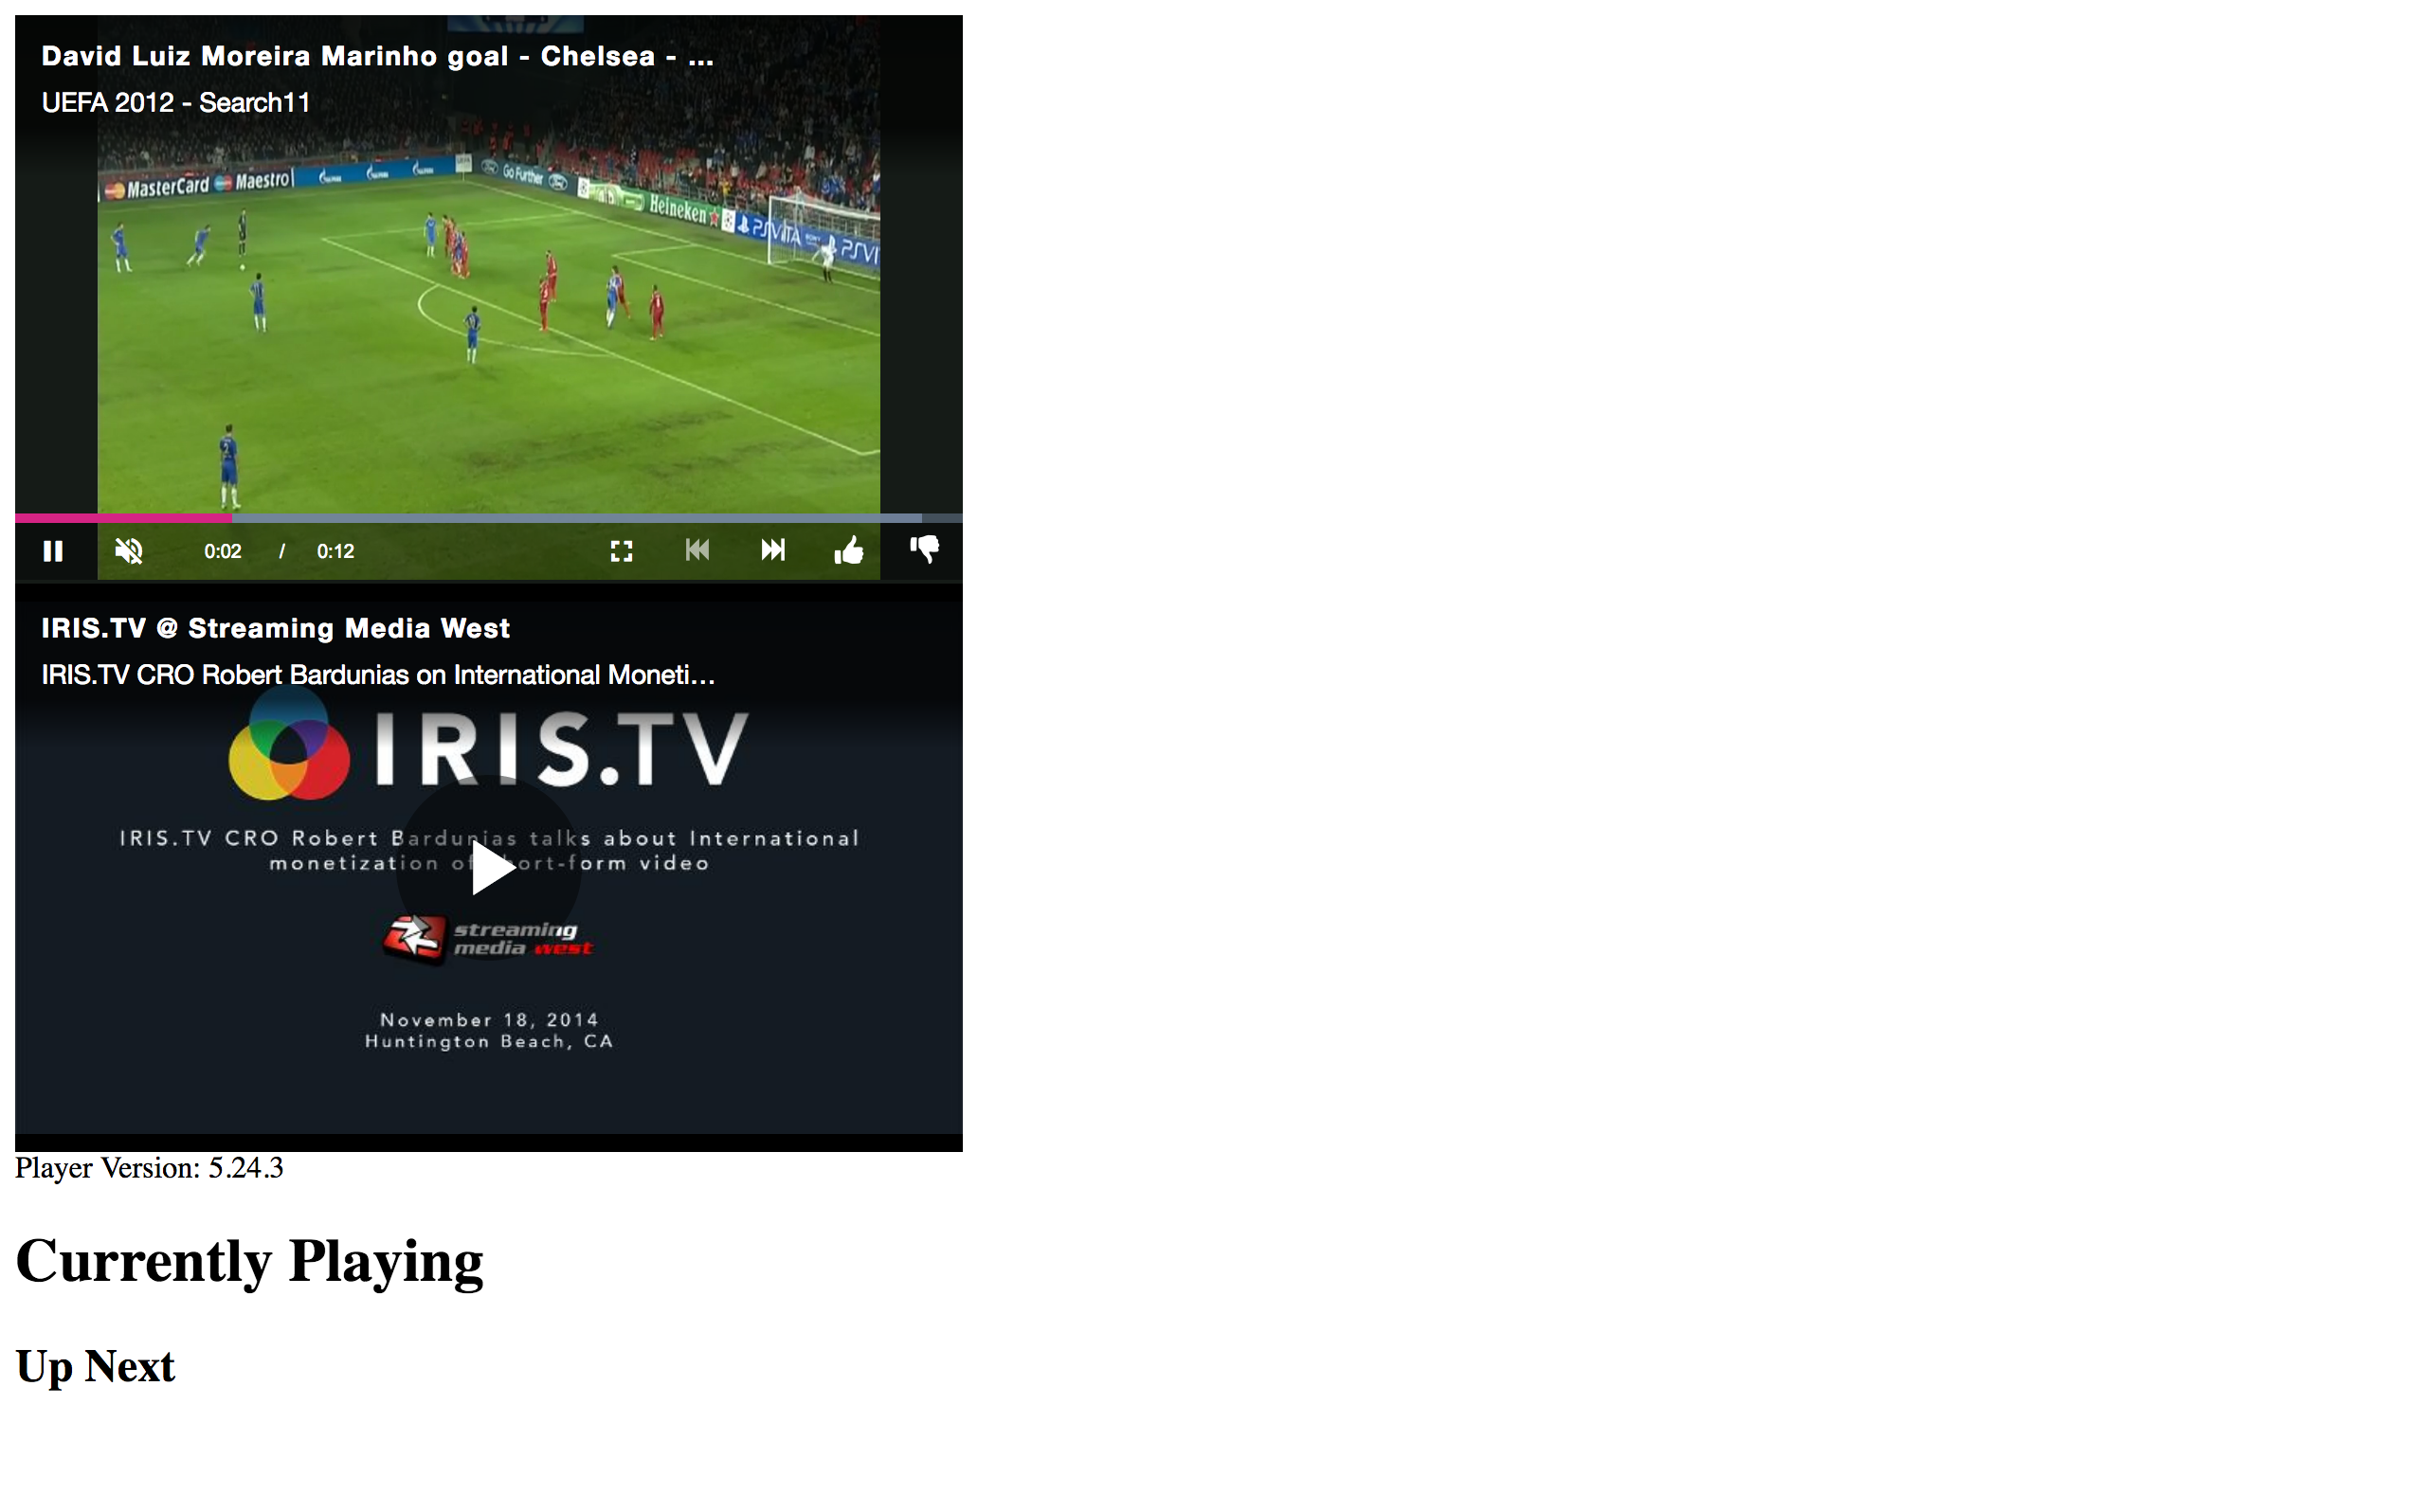 David Luiz Moreira Marinho goal - Chelsea - ...
UEFA 2012 - Search11
MasterCard Maestro
Go Further
Heineken
PSVITA
PSVI
0:02 / 0:12
IRIS.TV @ Streaming Media West
IRIS.TV CRO Robert Bardunias on International Moneti...
IRIS.TV
IRIS.TV CRO Robert Bardunias talks about International
monetization of short-form video
streaming
media west
November 18, 2014
Huntington Beach, CA
Player Version: 5.24.3
Currently Playing
Up Next